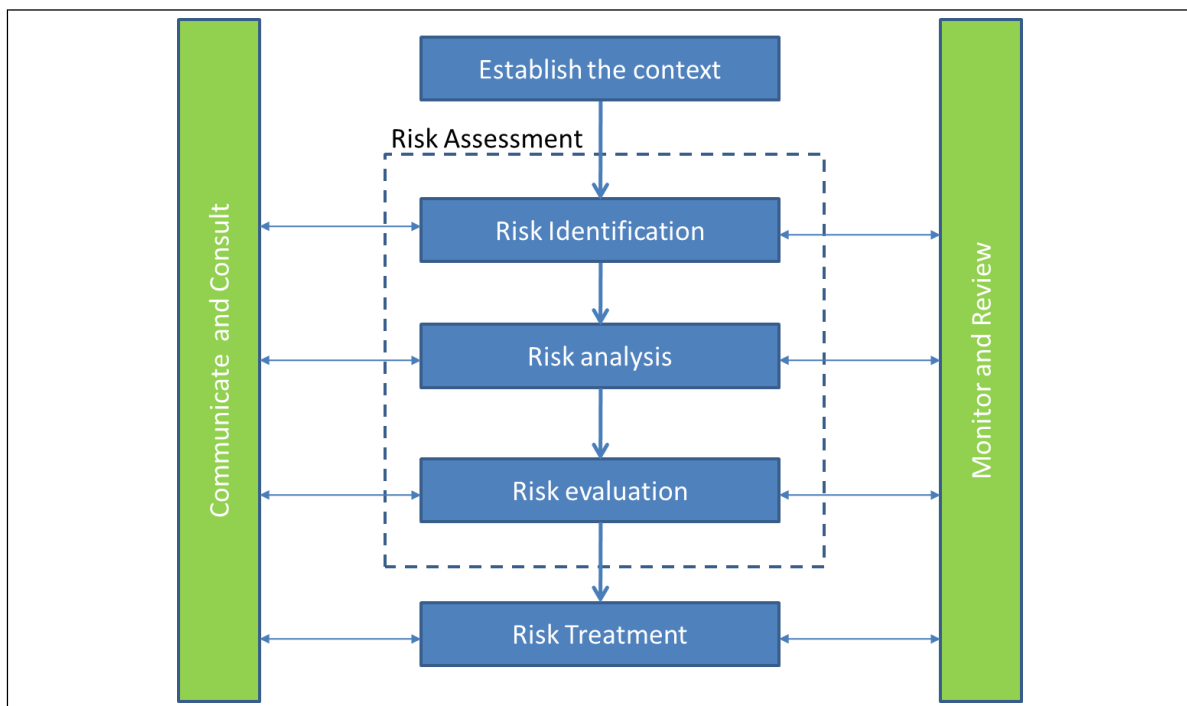 Establish the context
Risk Assessment
Communicate and Consult
Risk Identification
Monitor and Review
Risk analysis
Risk evaluation
Risk Treatment